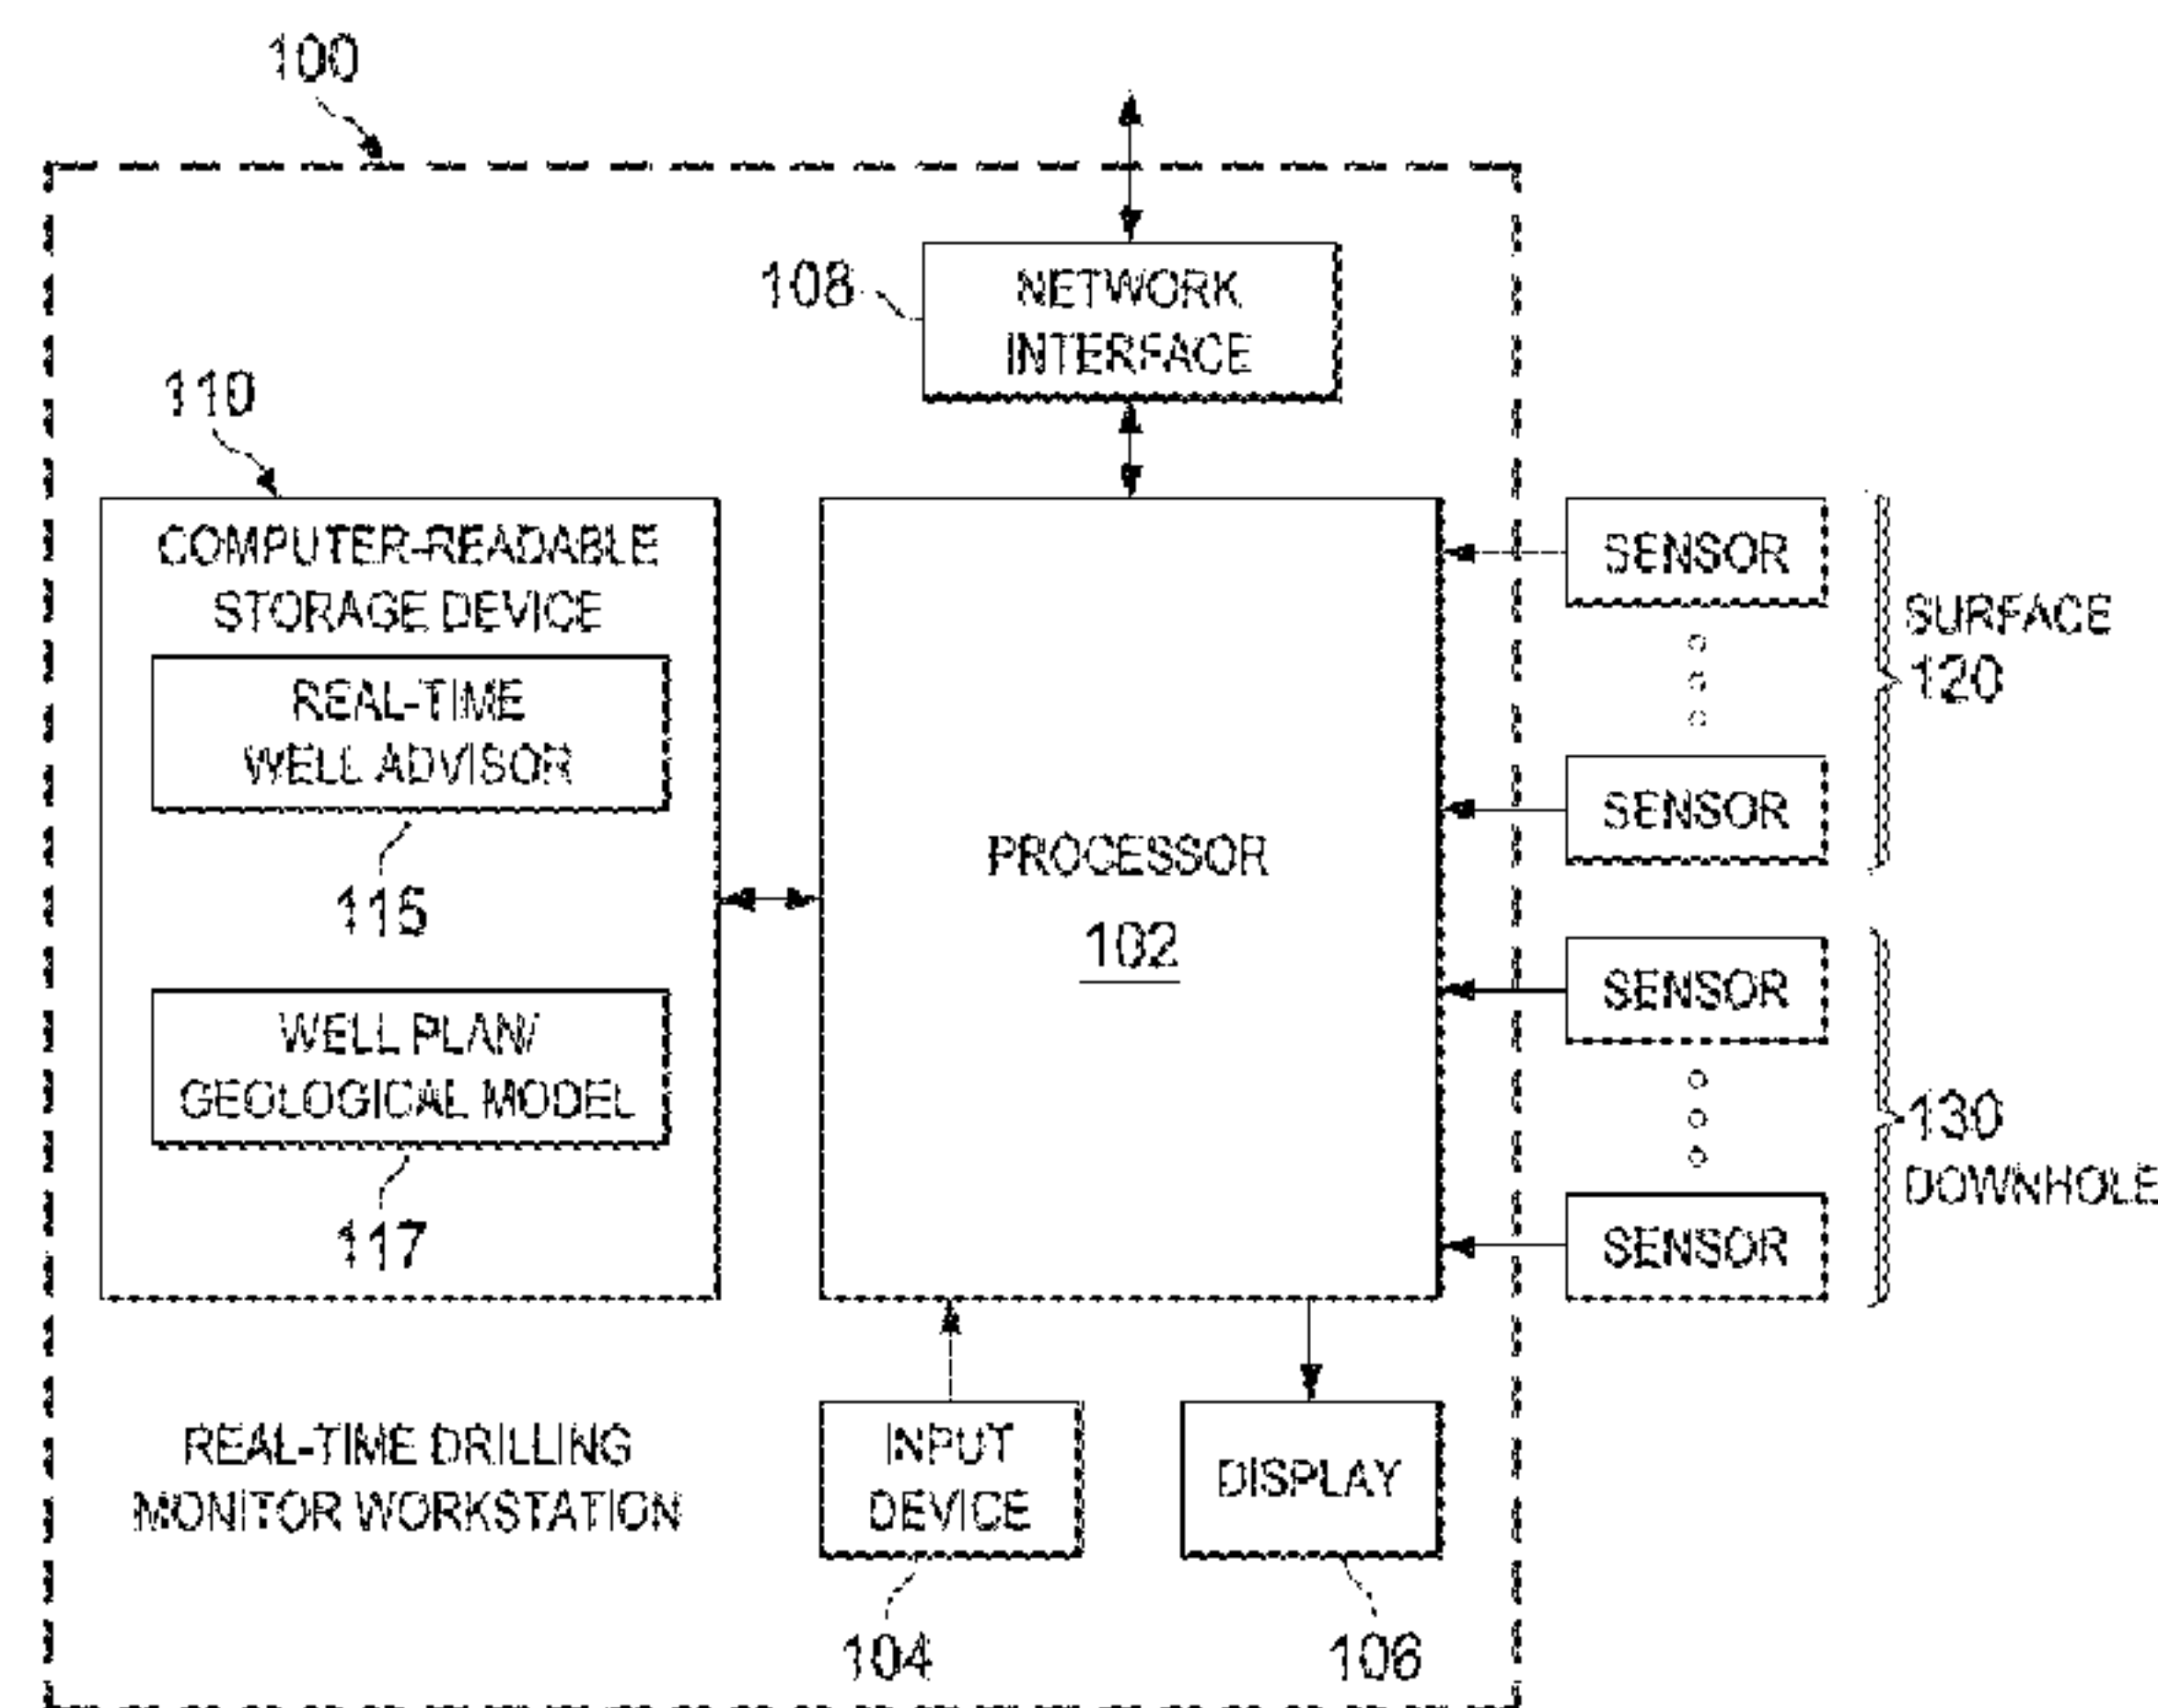 100
108
NETWORK
INTERFACE
110
COMPUTER-READABLE
STORAGE DEVICE
REAL-TIME
WELL ADVISOR
115
WELL PLAN/
GEOLOGICAL MODEL
117
PROCESSOR
102
SENSOR
SENSOR
SURFACE
120
SENSOR
SENSOR
130
DOWNHOLE
REAL-TIME DRILLING
MONITOR WORKSTATION
INPUT
DEVICE
104
DISPLAY
106